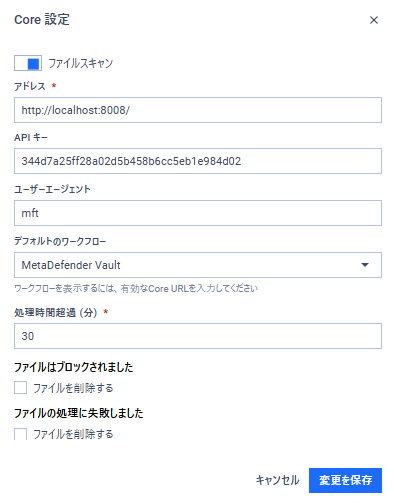 Core 設定
ファイルスキャン
アドレス *
http://localhost:8008/
API キー
344d7a25ff28a02d5b458b6cc5eb1e984d02
ユーザーエージェント
mft
デフォルトのワークフロー
MetaDefender Vault
ワークフローを表示するには、有効なCore URLを入力してください
処理時間超過 (分) *
30
ファイルはブロックされました
ファイルを削除する
ファイルの処理に失敗しました
ファイルを削除する
キャンセル 変更を保存